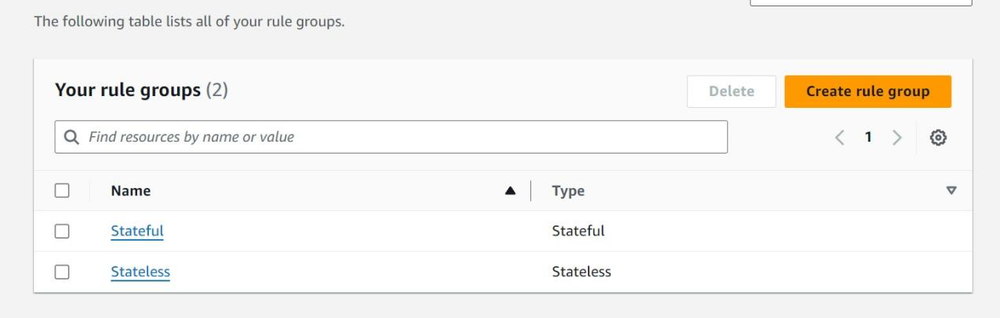 The following table lists all of your rule groups.
Your rule groups (2)
Delete
Create rule group
Find resources by name or value
1
Name
Type
Stateful
Stateful
Stateless
Stateless